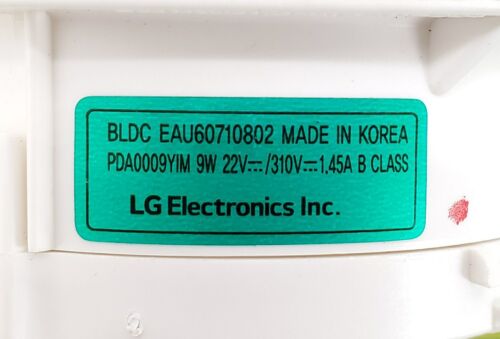 BLDC EAU60710802 MADE IN KOREA
PDA0009YIM 9W 22V⎓/310V⎓1.45A B CLASS
LG Electronics Inc.